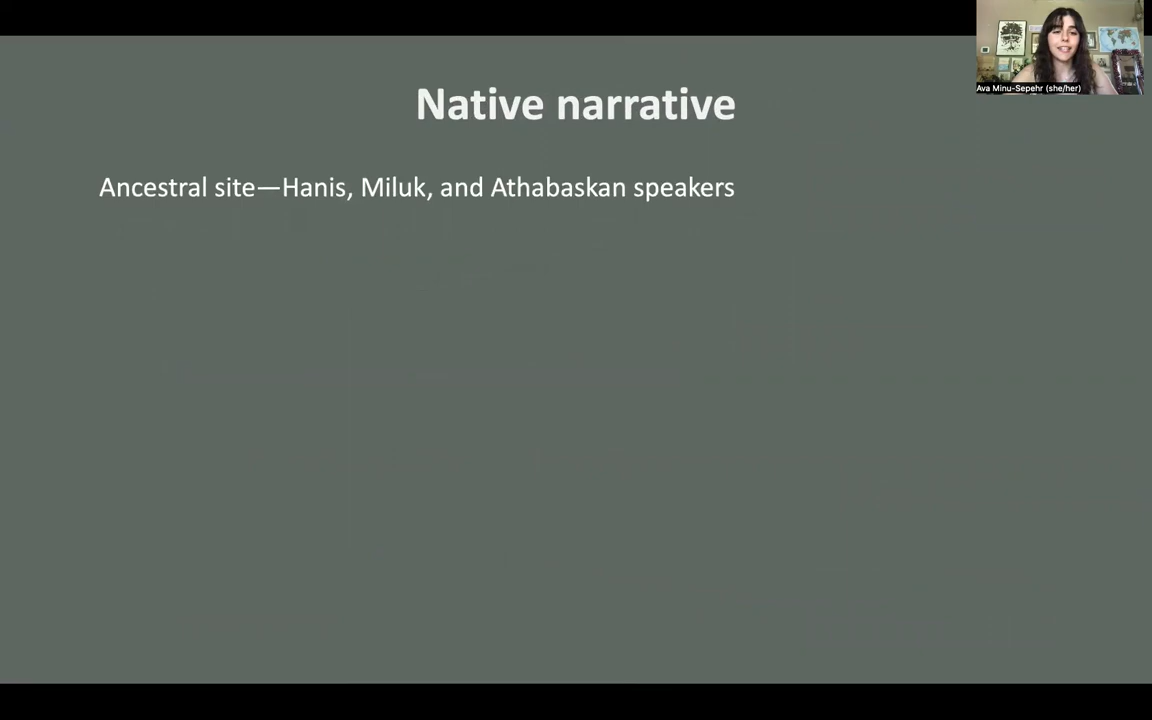 Native narrative
Ancestral site—Hanis, Miluk, and Athabaskan speakers
Ava Minu-Sepehr (she/her)